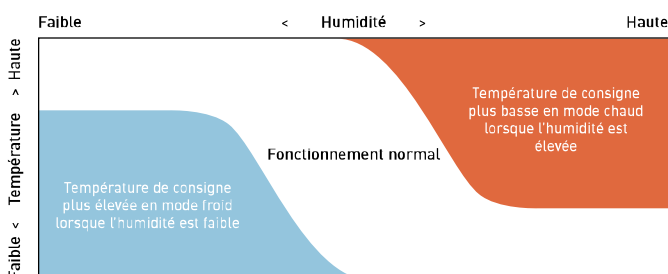 Faible < Humidité > Haute
Faible < Température > Haute
Température de consigne
plus basse en mode chaud
lorsque l'humidité est
élevée
Fonctionnement normal
Température de consigne
plus élevée en mode froid
lorsque l'humidité est faible